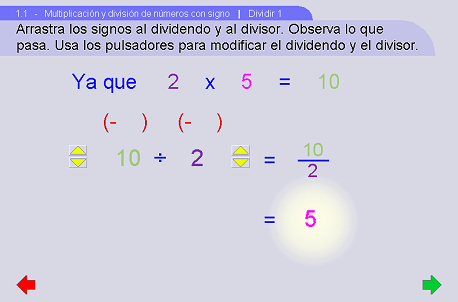 1.1 - Multiplicación y división de números con signo | Dividir 1
Arrastra los signos al dividendo y al divisor. Observa lo que
pasa. Usa los pulsadores para modificar el dividendo y el divisor.
Ya que 2 x 5 = 10
(- ) (- )
10 ÷ 2 = 10
2
= 5